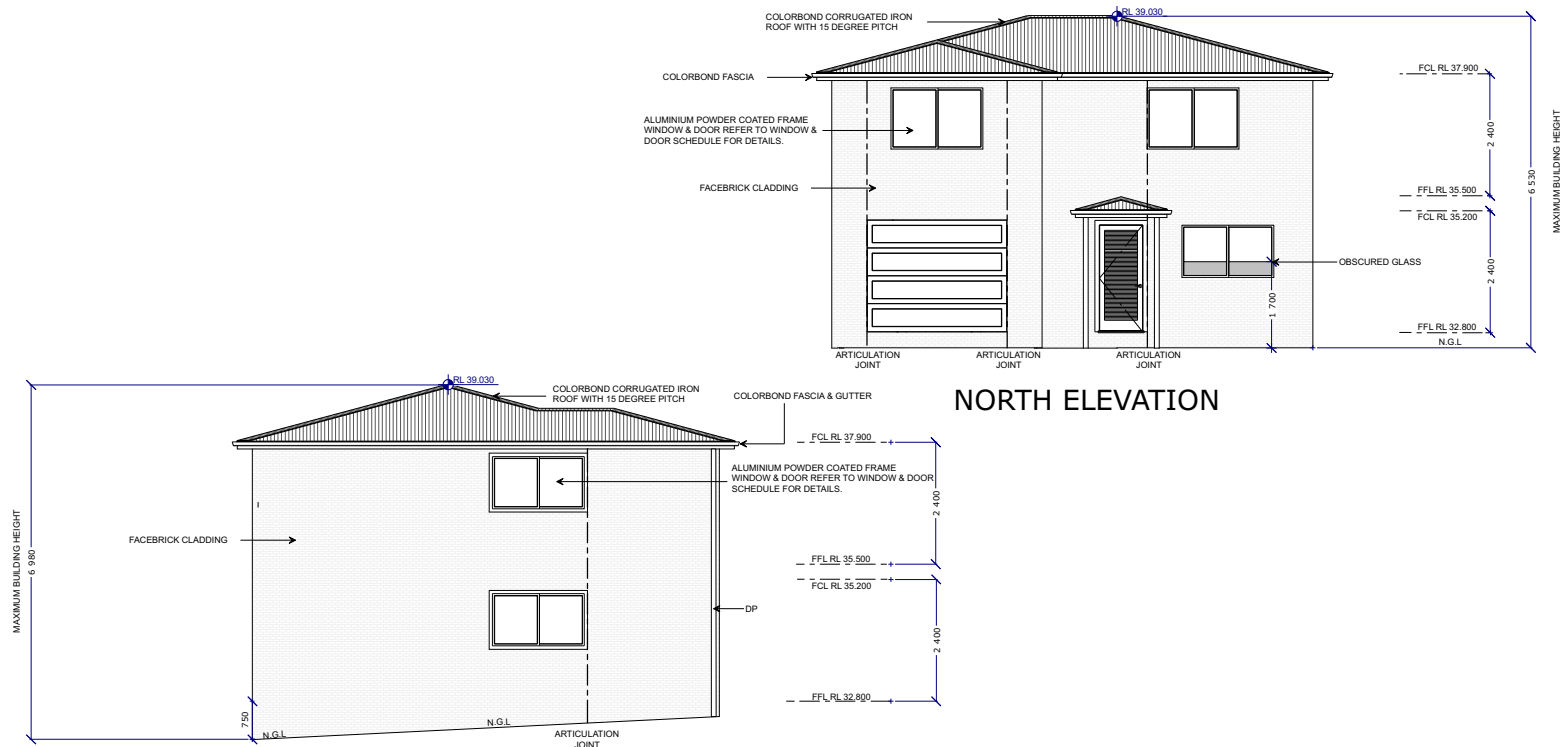 COLORBOND CORRUGATED IRON
ROOF WITH 15 DEGREE PITCH
RL 39.030
COLORBOND FASCIA
ALUMINIUM POWDER COATED FRAME
WINDOW & DOOR REFER TO WINDOW &
DOOR SCHEDULE FOR DETAILS.
FACEBRICK CLADDING
FCL RL 37.900
2 400
FFL RL 35.500
FCL RL 35.200
2 400
OBSCURED GLASS
1 700
FFL RL 32.800
N.G.L
6 530
MAXIMUM BUILDING HEIGHT
ARTICULATION
JOINT
ARTICULATION
JOINT
ARTICULATION
JOINT
NORTH ELEVATION
RL 39.030
COLORBOND CORRUGATED IRON
ROOF WITH 15 DEGREE PITCH
COLORBOND FASCIA & GUTTER
ALUMINIUM POWDER COATED FRAME
WINDOW & DOOR REFER TO WINDOW & DOOR
SCHEDULE FOR DETAILS.
FACEBRICK CLADDING
MAXIMUM BUILDING HEIGHT
6 980
FCL RL 37.900
2 400
FFL RL 35.500
FCL RL 35.200
2 400
DP
FFL RL 32.800
750
N.G.L
N.G.L
ARTICULATION
JOINT